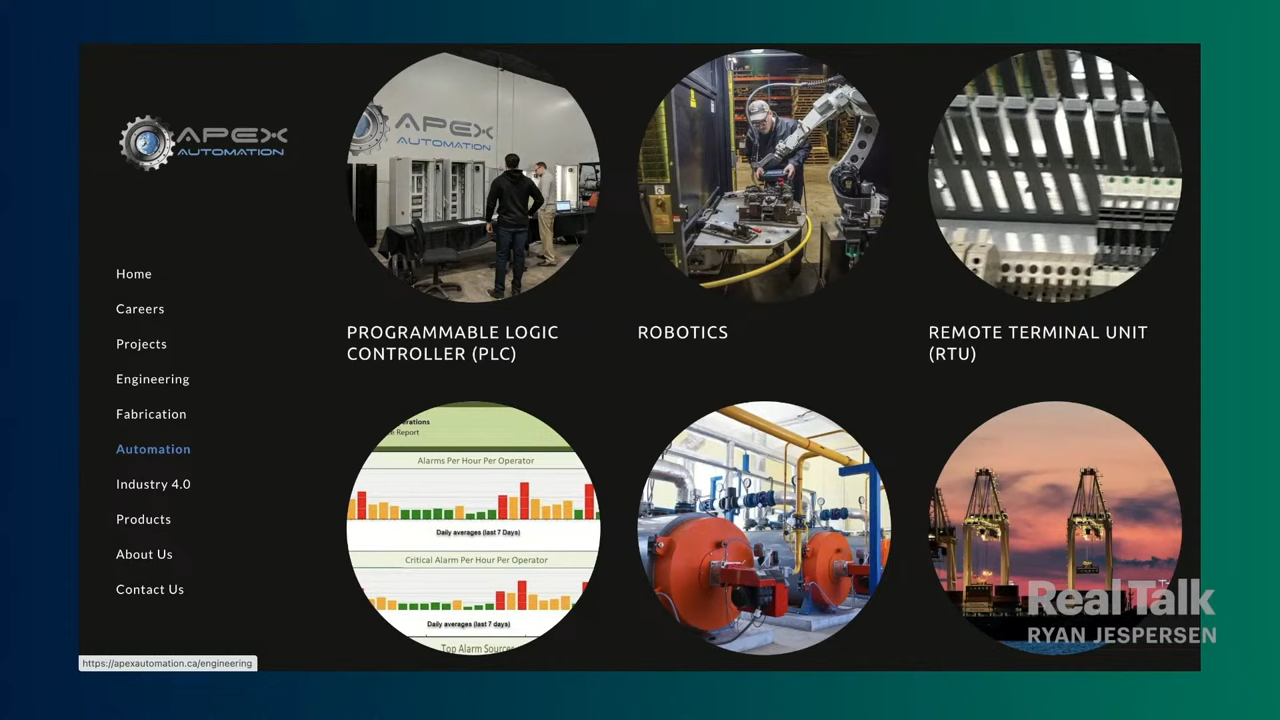 APEX
AUTOMATION
Home
Careers
Projects
Engineering
Fabrication
Automation
Industry 4.0
Products
About Us
Contact Us
APEX
AUTOMATION
PROGRAMMABLE LOGIC
CONTROLLER (PLC)
ROBOTICS
REMOTE TERMINAL UNIT
(RTU)
Report
Alarms Per Hour Per Operator
Daily averages (last 7 Days)
Critical Alarm Per Hour Per Operator
Daily averages (last 7 days)
Top Alarm Sources
Real Talk
RYAN JESPERSEN
https://apexautomation.ca/engineering